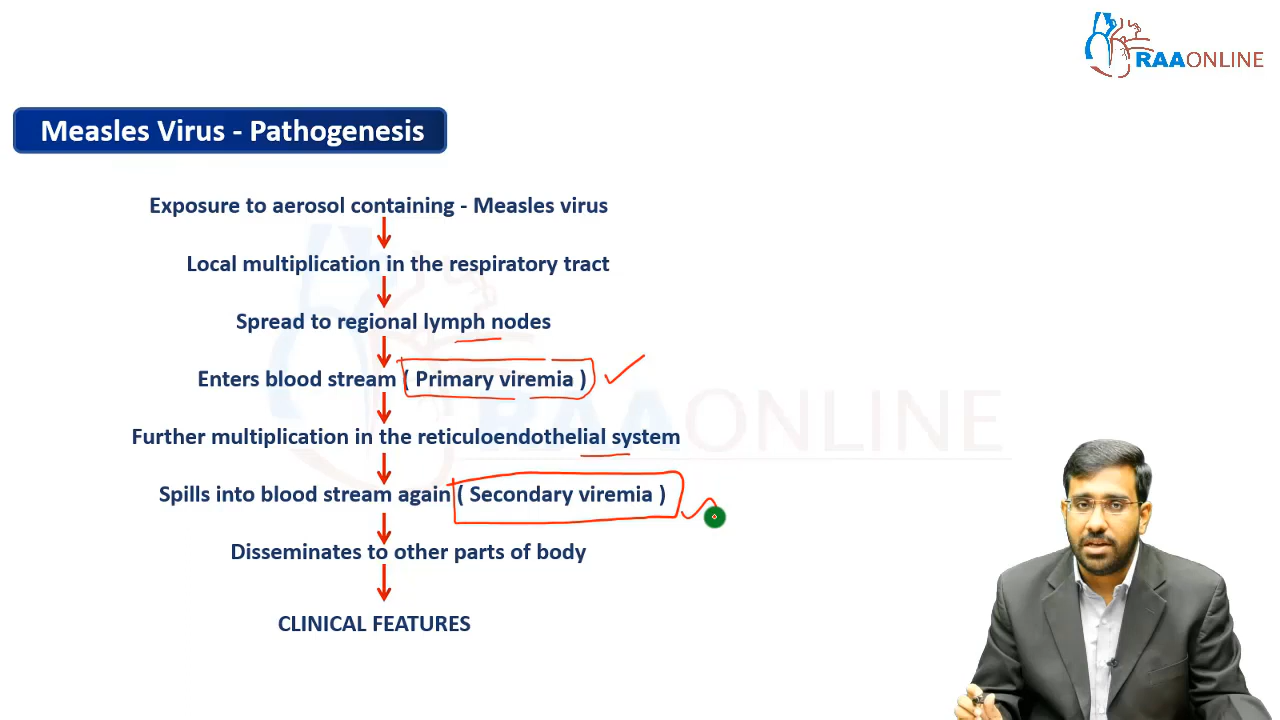 RAAONLINE
Measles Virus - Pathogenesis
Exposure to aerosol containing - Measles virus
Local multiplication in the respiratory tract
Spread to regional lymph nodes
Enters blood stream ( Primary viremia )
RAAONLINE
Further multiplication in the reticuloendothelial system
Spills into blood stream again ( Secondary viremia )
Disseminates to other parts of body
CLINICAL FEATURES